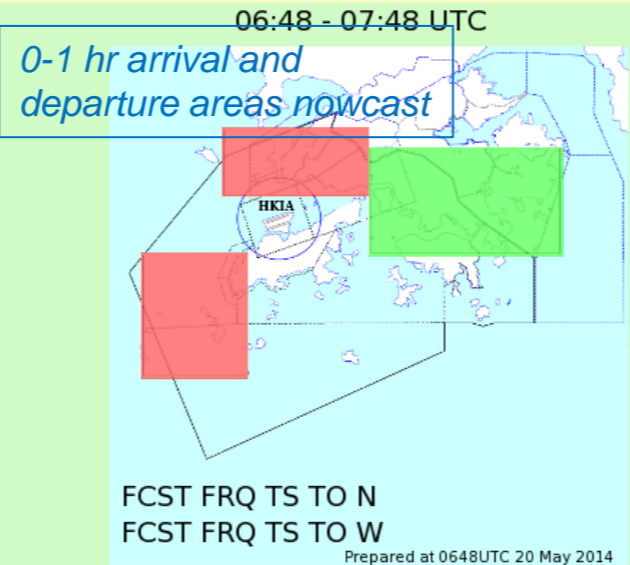 06:48 - 07:48 UTC
0-1 hr arrival and
departure areas nowcast
HKIA
FCST FRQ TS TO N
FCST FRQ TS TO W
Prepared at 0648UTC 20 May 2014